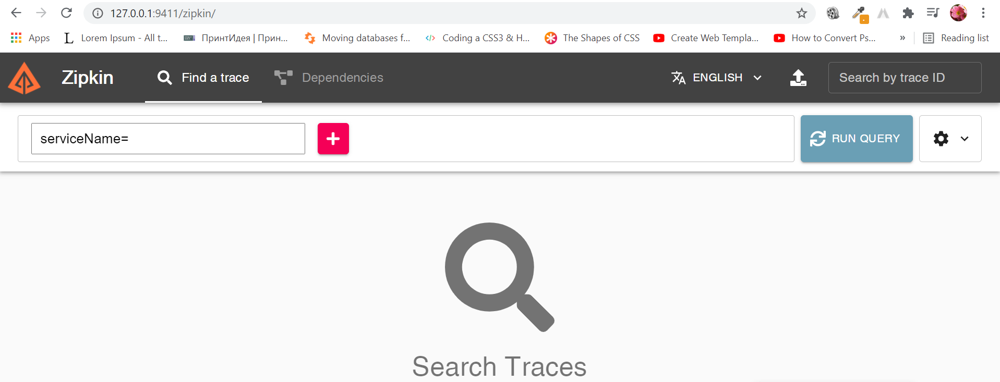 127.0.0.1:9411/zipkin/
Apps Lorem Ipsum - All t... ПринтИдея | Прин... Moving databases f... Coding a CSS3 & H... The Shapes of CSS Create Web Templa... How to Convert Ps... » Reading list
Zipkin Find a trace Dependencies ENGLISH Search by trace ID
serviceName= RUN QUERY
Search Traces